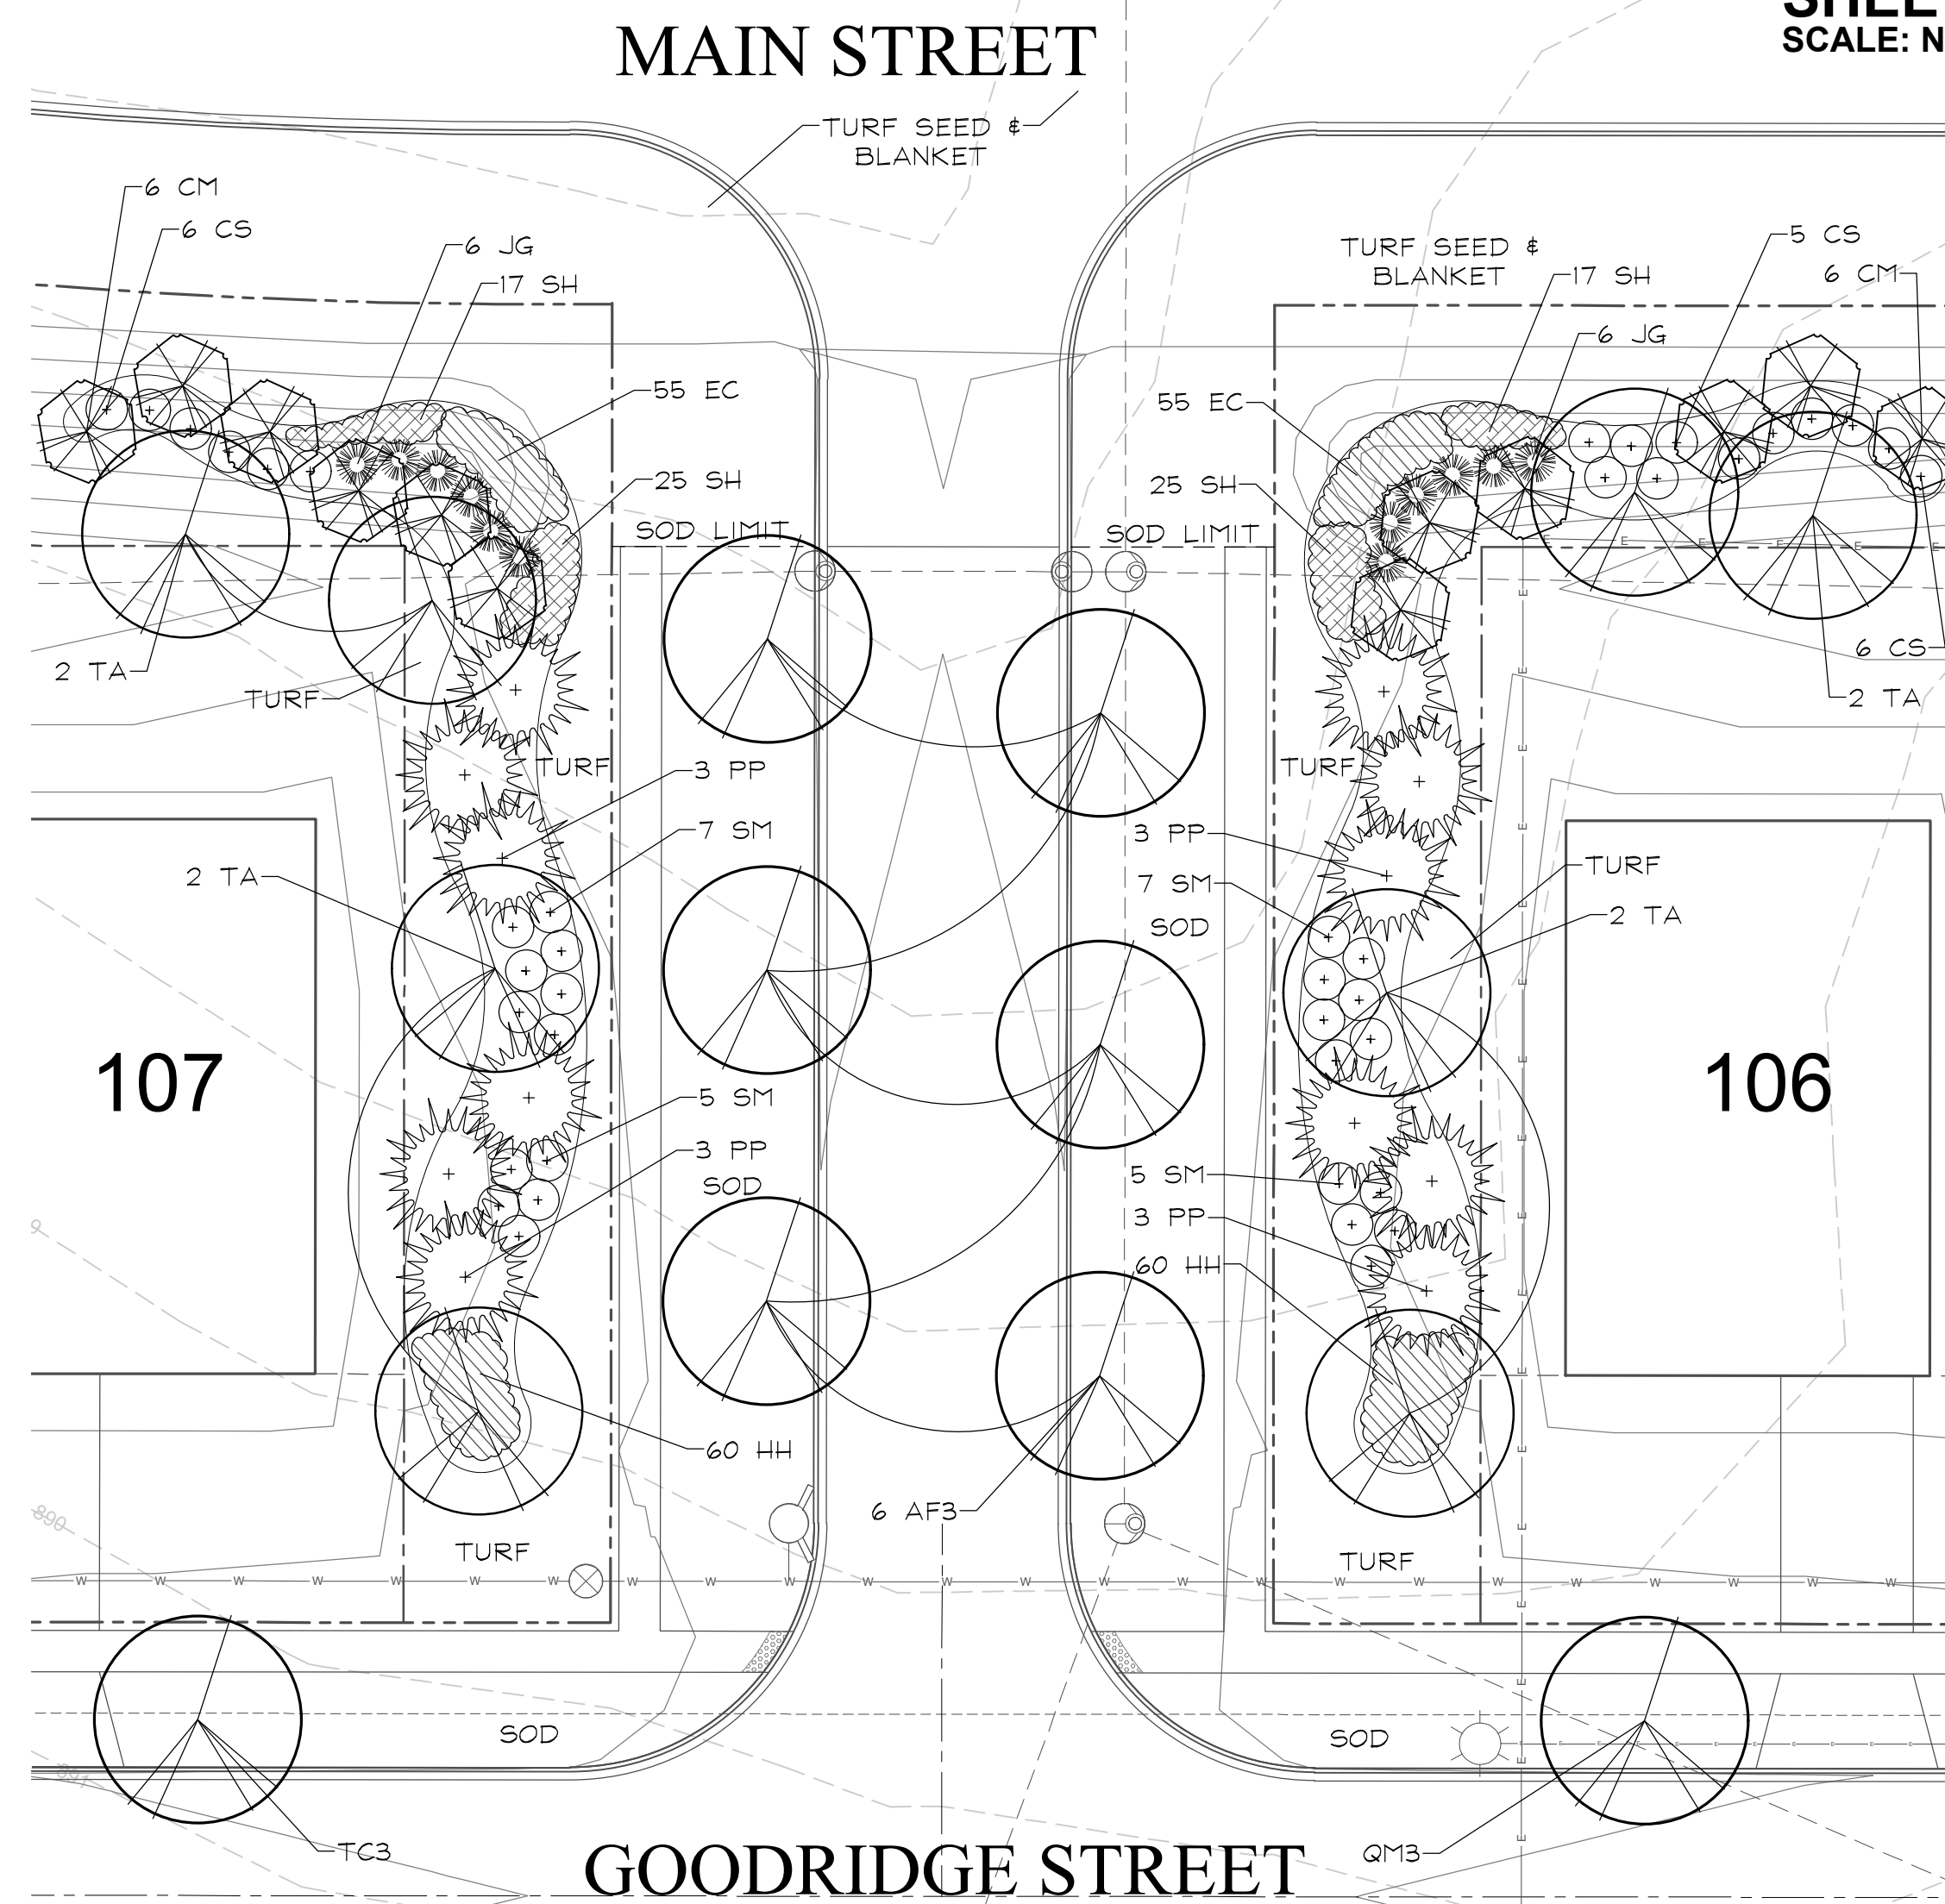 SHEE
SCALE: N
MAIN STREET
TURF SEED &
BLANKET
6 CM
6 CS
6 JG
17 SH
55 EC
25 SH
SOD LIMIT
2 TA
TURF
TURF
3 PP
7 SM
2 TA
107
5 SM
3 PP
SOD
60 HH
TURF
6 AF3
SOD
TC3
TURF SEED &
BLANKET
5 CS
6 CM
17 SH
6 JG
55 EC
25 SH
SOD LIMIT
6 CS
2 TA
TURF
3 PP
7 SM
TURF
2 TA
SOD
106
5 SM
3 PP
60 HH
TURF
SOD
QM3
9
890
891
W W W W W W W W W W W W W W W W W W W W W W W W
GOODRIDGE STREET